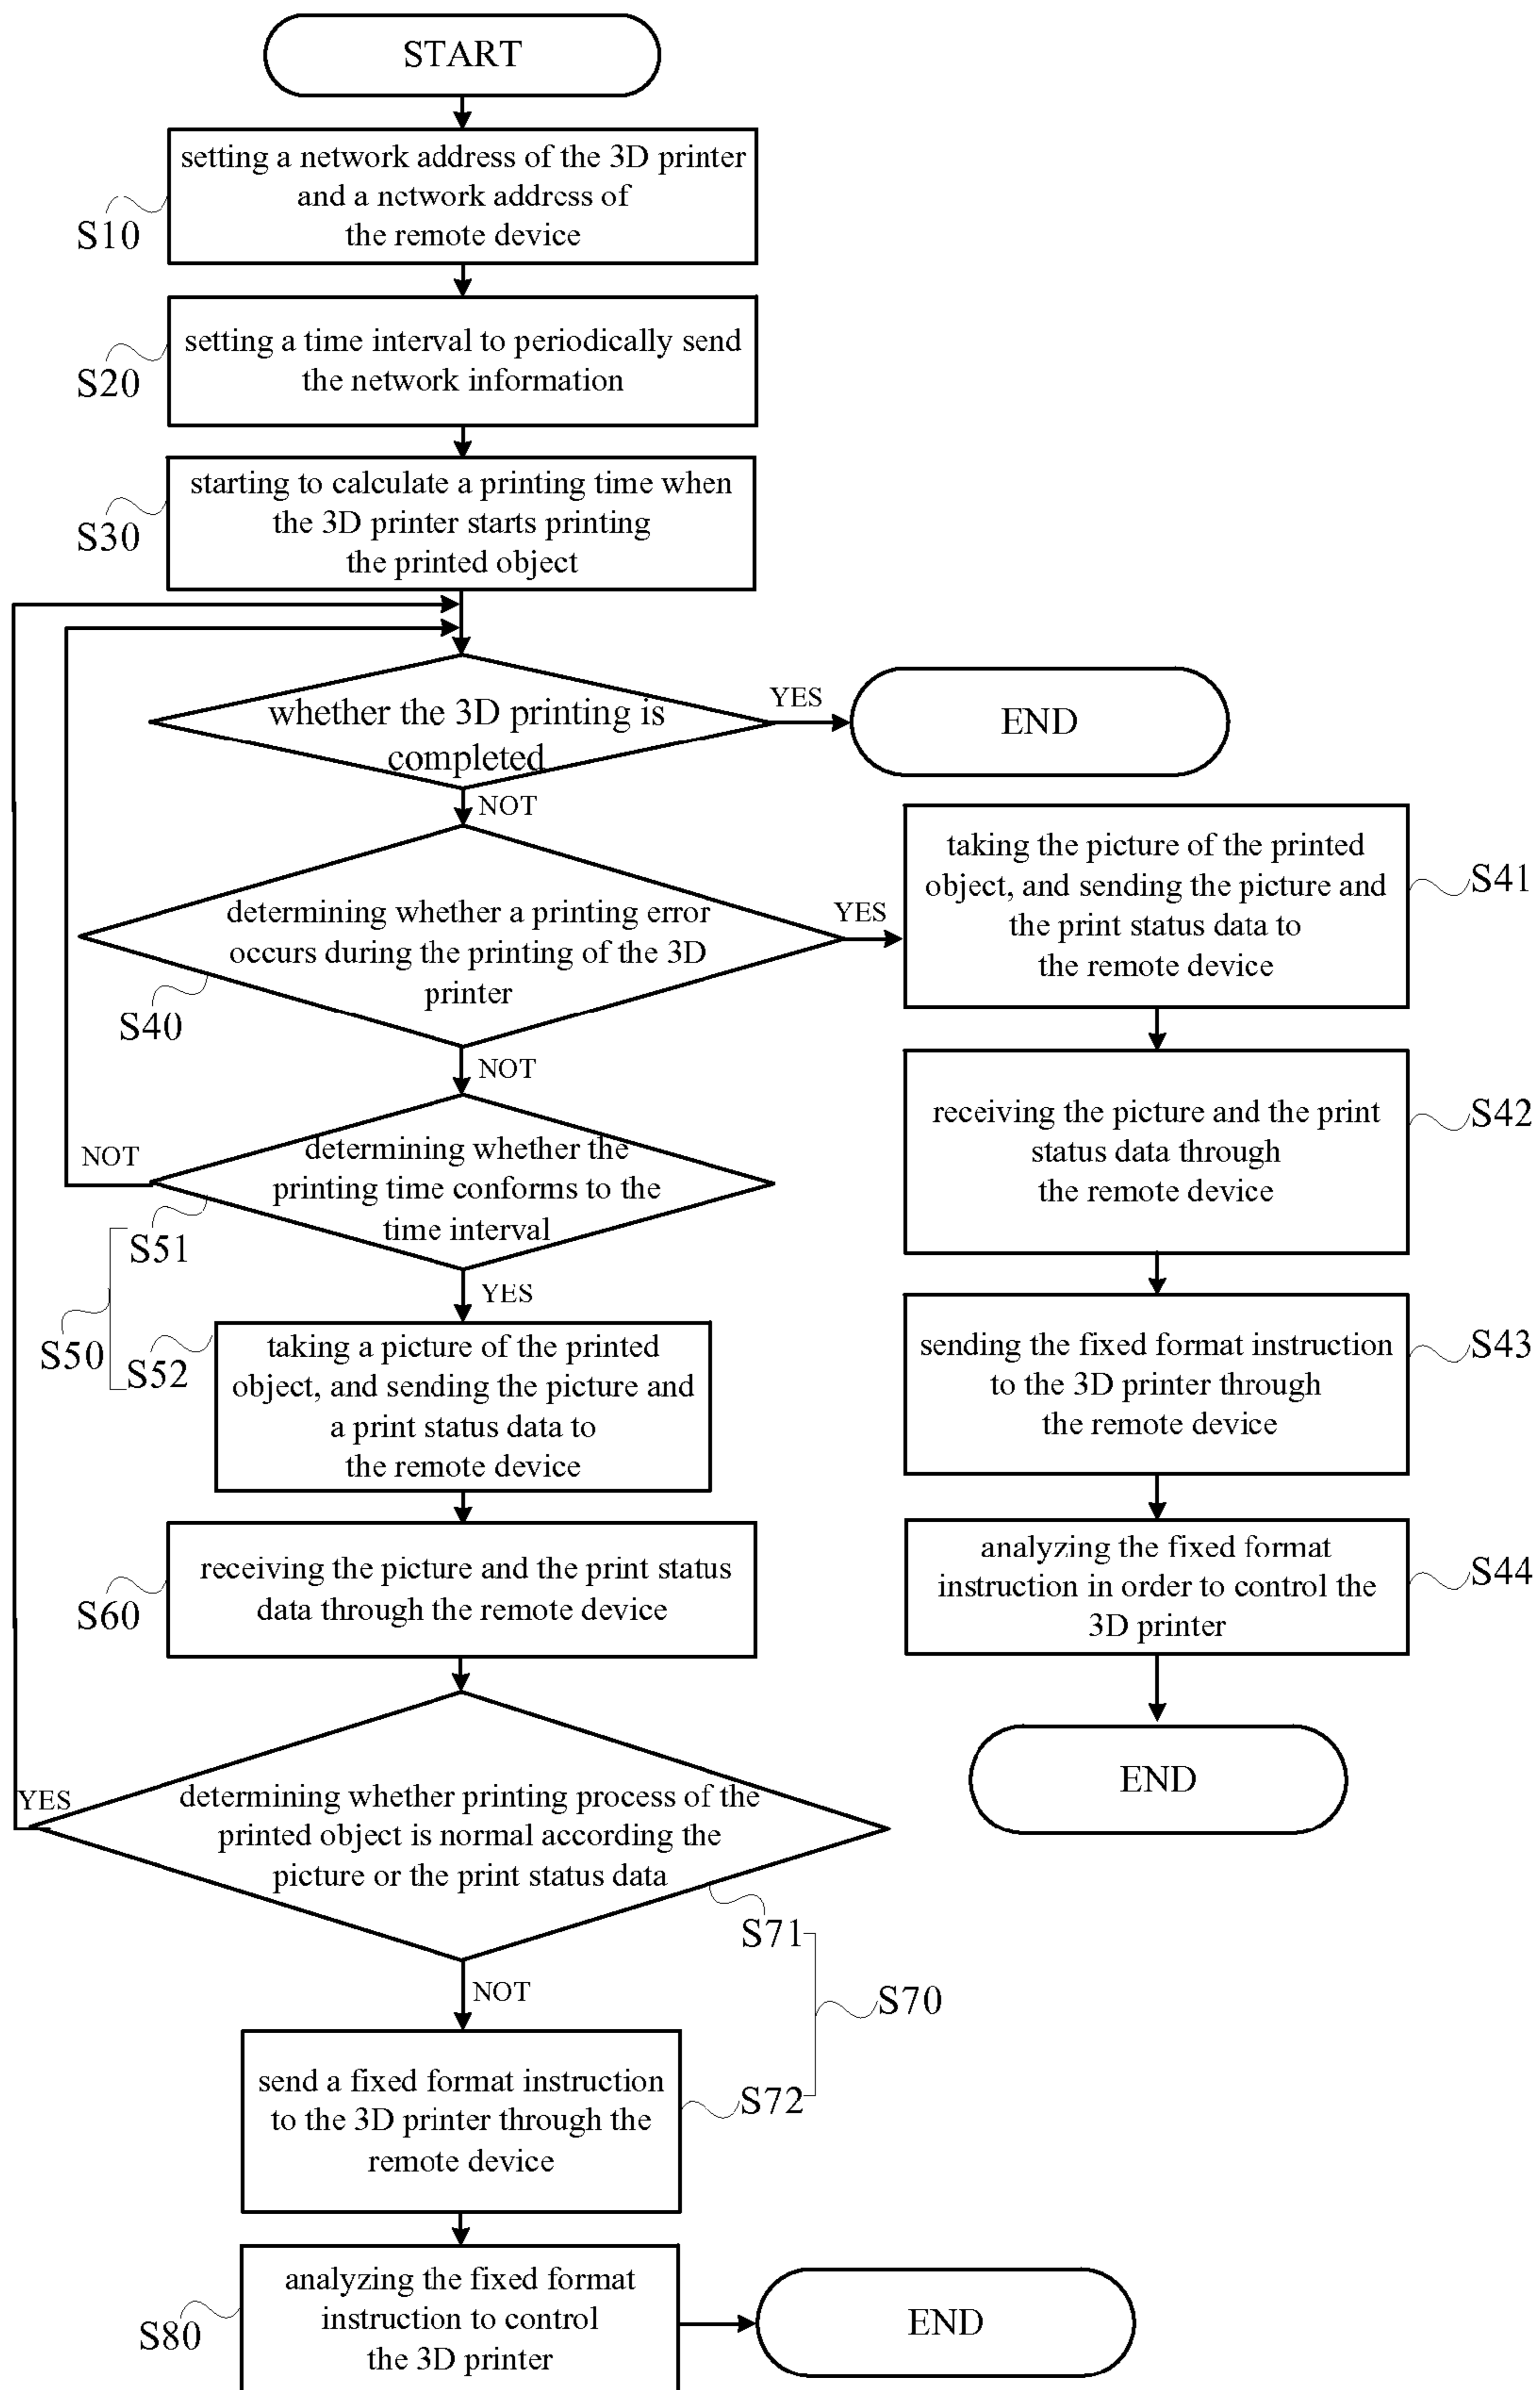 START
setting a network address of the 3D printer
and a network address of
the remote device
S10
setting a time interval to periodically send
the network information
S20
starting to calculate a printing time when
the 3D printer starts printing
the printed object
S30
whether the 3D printing is
completed
YES
END
NOT
determining whether a printing error
occurs during the printing of the 3D
printer
S40
YES
taking the picture of the printed
object, and sending the picture and
the print status data to
the remote device
S41
receiving the picture and the print
status data through
the remote device
S42
sending the fixed format instruction
to the 3D printer through
the remote device
S43
analyzing the fixed format
instruction in order to control the
3D printer
S44
END
NOT
determining whether the
printing time conforms to the
time interval
NOT
S51
S50
YES
taking a picture of the printed
object, and sending the picture and
a print status data to
the remote device
S52
receiving the picture and the print status
data through the remote device
S60
determining whether printing process of the
printed object is normal according the
picture or the print status data
YES
S71
S70
NOT
send a fixed format instruction
to the 3D printer through the
remote device
S72
analyzing the fixed format
instruction to control
the 3D printer
S80
END